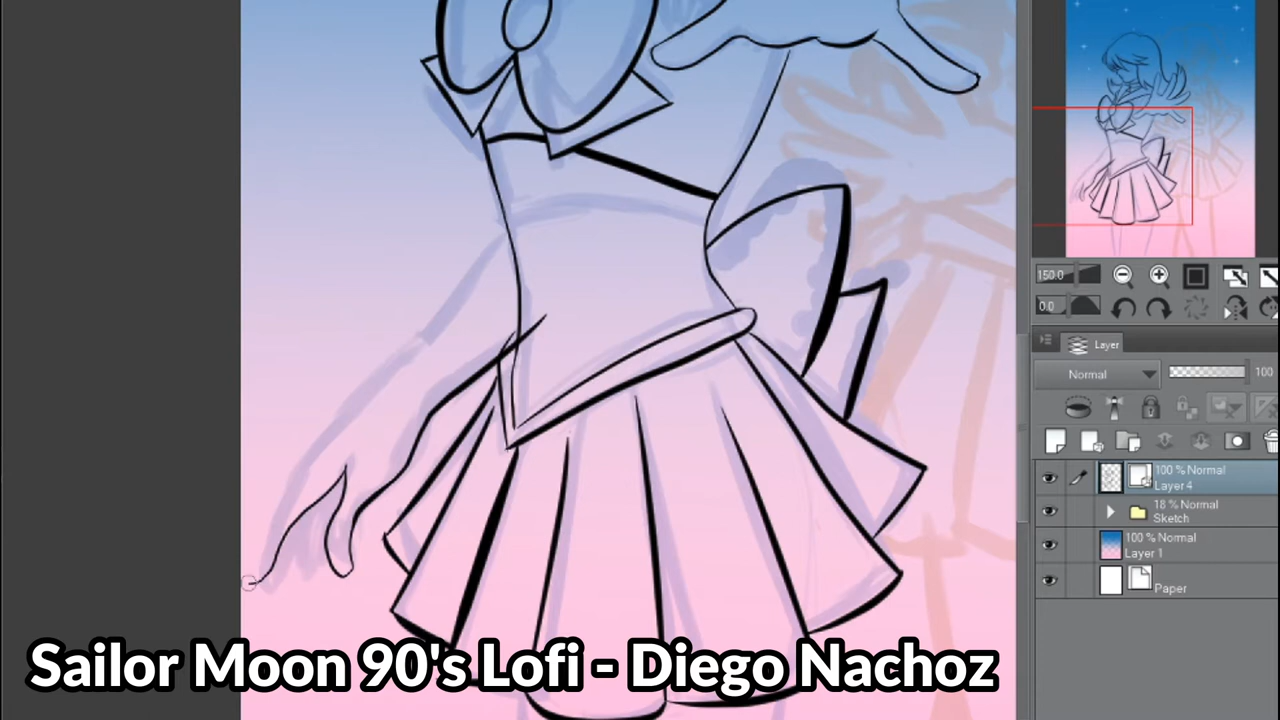 150.0
0.0
Layer
Normal
100
100 % Normal
Layer 4
18 % Normal
Sketch
100 % Normal
Layer 1
Paper
Sailor Moon 90's Lofi - Diego Nachoz